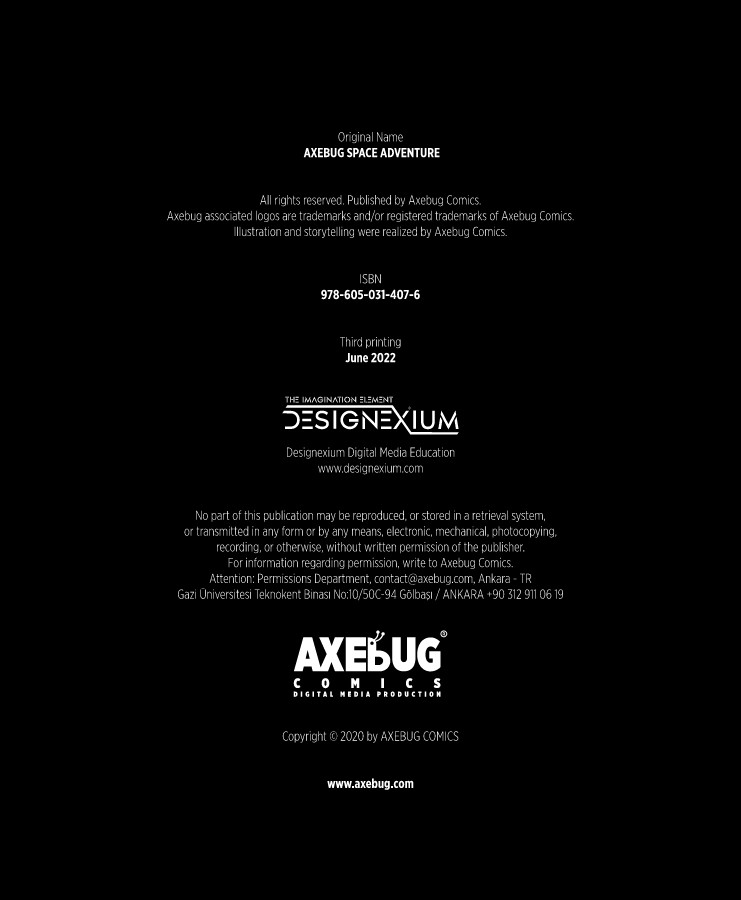 Original Name
AXEBUG SPACE ADVENTURE
All rights reserved. Published by Axebug Comics.
Axebug associated logos are trademarks and/or registered trademarks of Axebug Comics.
Illustration and storytelling were realized by Axebug Comics.
ISBN
978-605-031-407-6
Third printing
June 2022
THE IMAGINATION ELEMENT
DESIGNEXIUM
Designexium Digital Media Education
www.designexium.com
No part of this publication may be reproduced, or stored in a retrieval system,
or transmitted in any form or by any means, electronic, mechanical, photocopying,
recording, or otherwise, without written permission of the publisher.
For information regarding permission, write to Axebug Comics.
Attention: Permissions Department, contact@axebug.com, Ankara - TR
Gazi Üniversitesi Teknokent Binası No:10/50C-94 Gölbaşı / ANKARA +90 312 911 06 19
AXEBUG®
COMICS
DIGITAL MEDIA PRODUCTION
Copyright © 2020 by AXEBUG COMICS
www.axebug.com